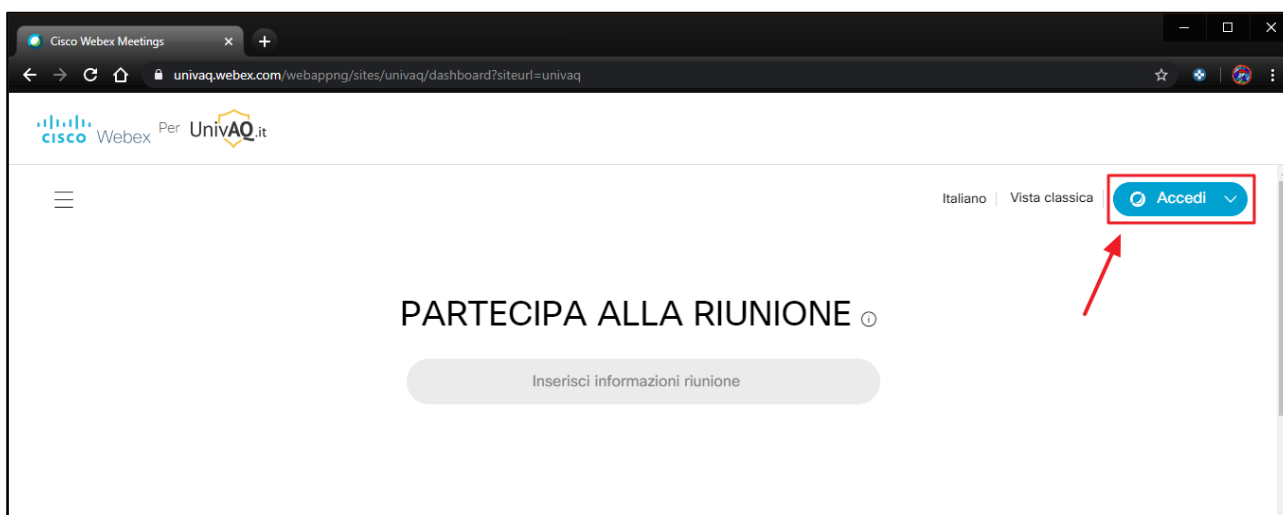 Cisco Webex Meetings
univaq.webex.com/webappng/sites/univaq/dashboard?siteurl=univaq
cisco Webex Per UnivAQ.it
Italiano Vista classica Accedi
PARTECIPA ALLA RIUNIONE
Inserisci informazioni riunione